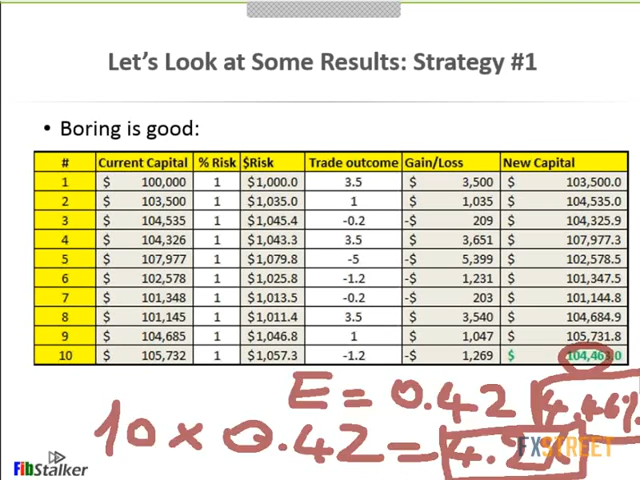 Let's Look at Some Results: Strategy #1
• Boring is good:
# Current Capital % Risk $Risk Trade outcome Gain/Loss New Capital
1 $ 100,000 1 $1,000.0 3.5 $ 3,500 $ 103,500.0
2 $ 103,500 1 $1,035.0 1 $ 1,035 $ 104,535.0
3 $ 104,535 1 $1,045.4 -0.2 -$ 209 $ 104,325.9
4 $ 104,326 1 $1,043.3 3.5 $ 3,651 $ 107,977.3
5 $ 107,977 1 $1,079.8 -5 -$ 5,399 $ 102,578.5
6 $ 102,578 1 $1,025.8 -1.2 -$ 1,231 $ 101,347.5
7 $ 101,348 1 $1,013.5 -0.2 -$ 203 $ 101,144.8
8 $ 101,145 1 $1,011.4 3.5 $ 3,540 $ 104,684.9
9 $ 104,685 1 $1,046.8 1 $ 1,047 $ 105,731.8
10 $ 105,732 1 $1,057.3 -1.2 -$ 1,269 $ 104,463.0
E = 0.42 4.46%
10 x 0.42 = 4.2
FXSTREET
FibStalker